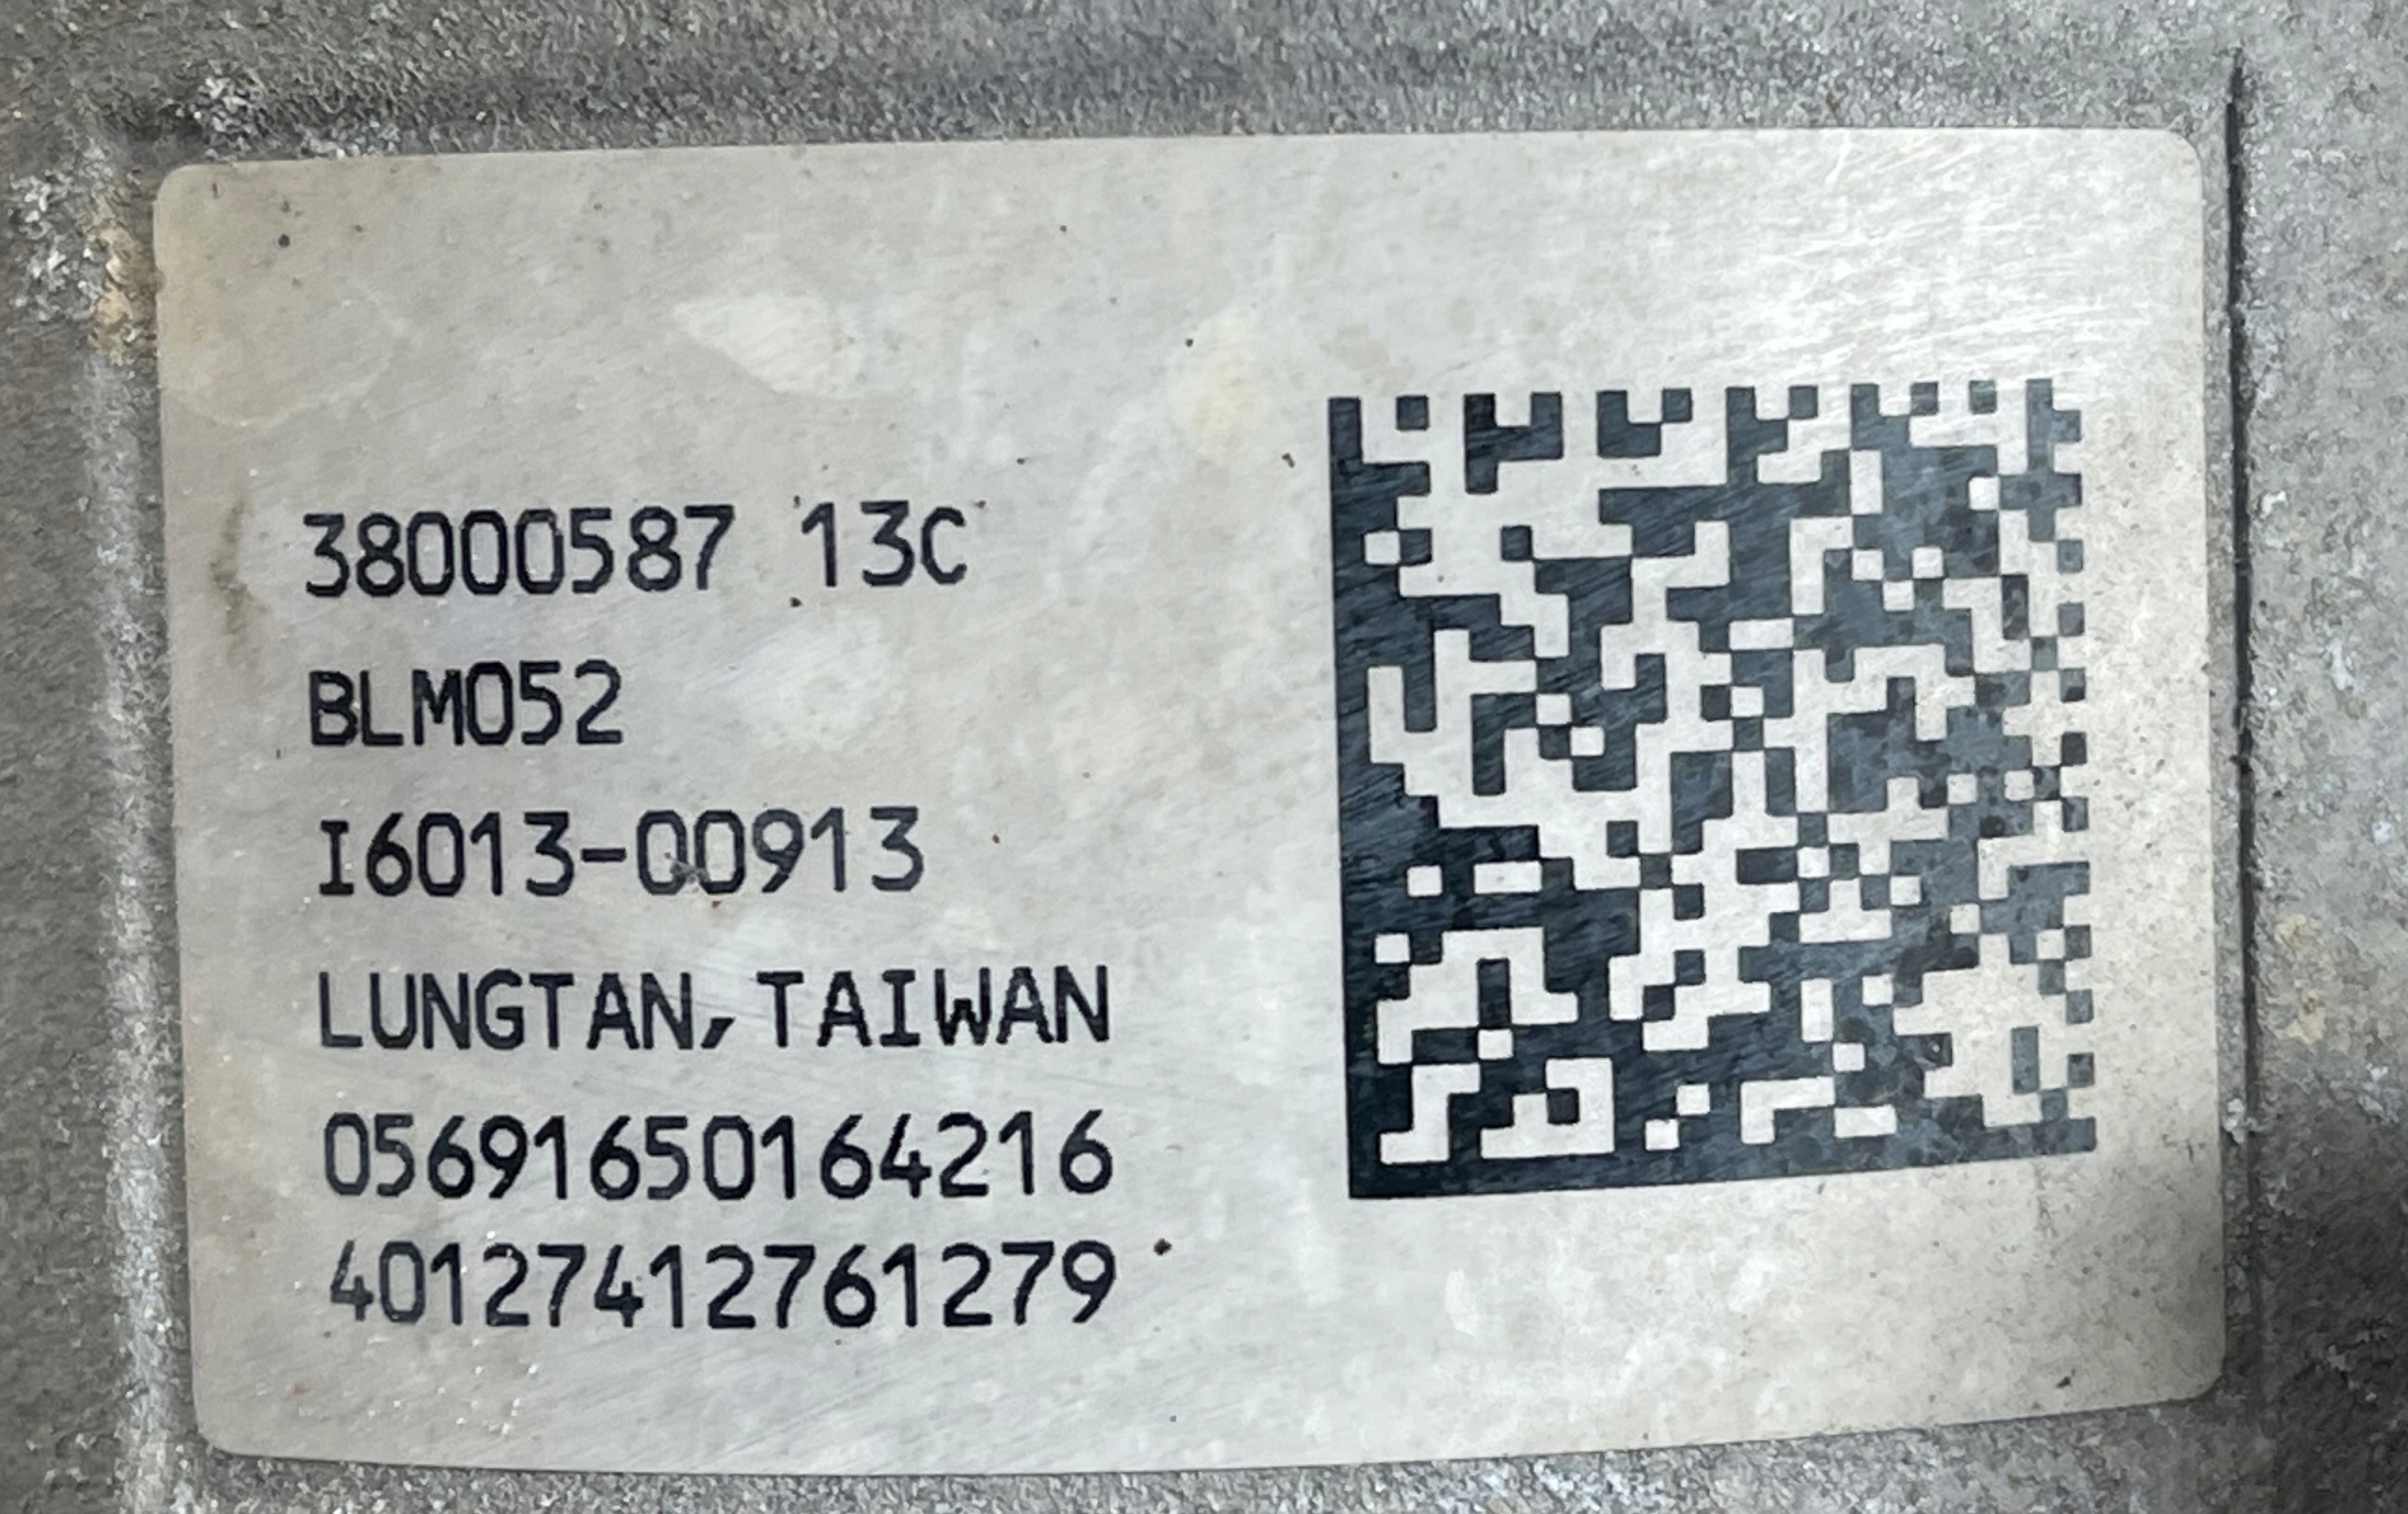 38000587 13C
BLM052
I6013-00913
LUNGTAN,TAIWAN
05691650164216
40127412761279